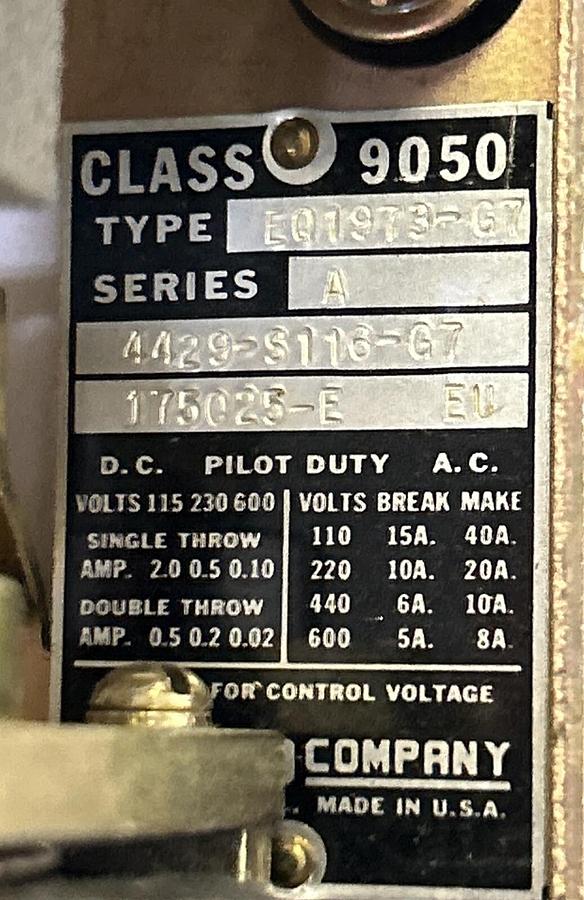 CLASS 9050
TYPE EQ1973-G7
SERIES A
4429-S116-G7
175025-E EU
D.C. PILOT DUTY A.C.
VOLTS 115 230 600 VOLTS BREAK MAKE
SINGLE THROW 110 15A. 40A.
AMP. 2.0 0.5 0.10 220 10A. 20A.
DOUBLE THROW 440 6A. 10A.
AMP. 0.5 0.2 0.02 600 5A. 8A.
FOR CONTROL VOLTAGE
COMPANY
MADE IN U.S.A.